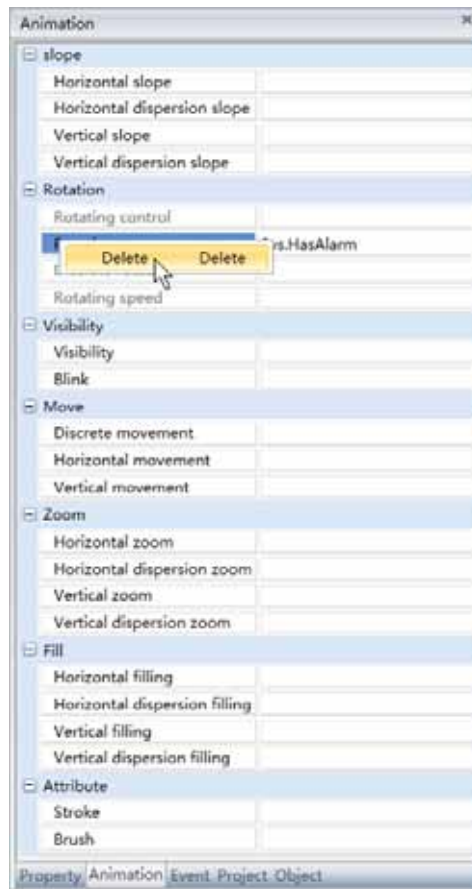 Animation
slope
Horizontal slope
Horizontal dispersion slope
Vertical slope
Vertical dispersion slope
Rotation
Rotating control
Delete Delete
Rotating speed
Visibility
Visibility
Blink
Move
Discrete movement
Horizontal movement
Vertical movement
Zoom
Horizontal zoom
Horizontal dispersion zoom
Vertical zoom
Vertical dispersion zoom
Fill
Horizontal filling
Horizontal dispersion filling
Vertical filling
Vertical dispersion filling
Attribute
Stroke
Brush
Property Animation Event Project Object